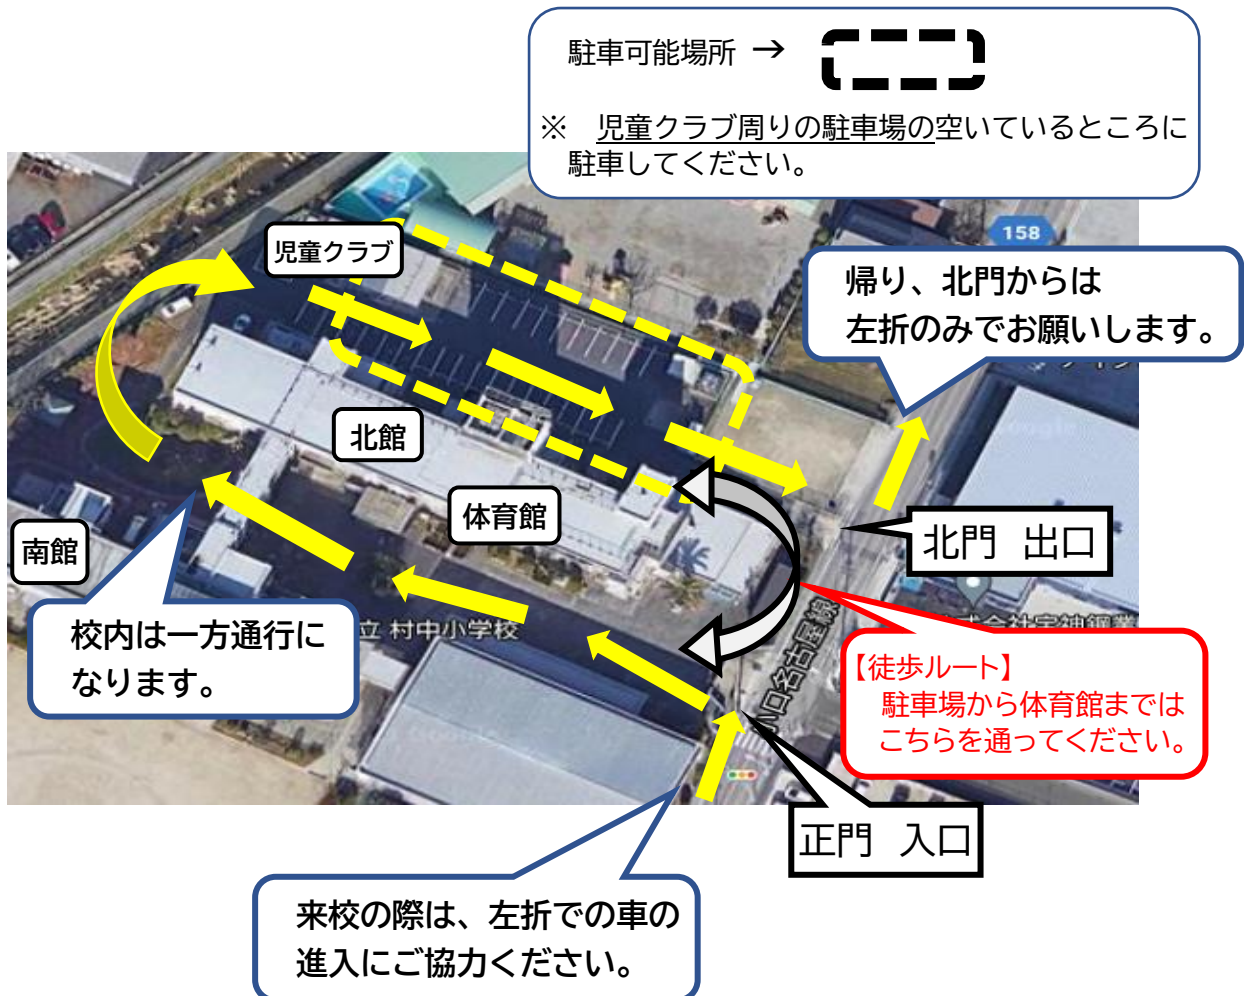 駐車可能場所 →
※ 児童クラブ周りの駐車場の空いているところに
駐車してください。
158
児童クラブ
帰り、北門からは
左折のみでお願いします。
北館
体育館
南館
北門 出口
校内は一方通行に
なります。
立 村中小学校
小口名古屋線
【徒歩ルート】
駐車場から体育館までは
こちらを通ってください。
正門 入口
来校の際は、左折での車の
進入にご協力ください。
Google